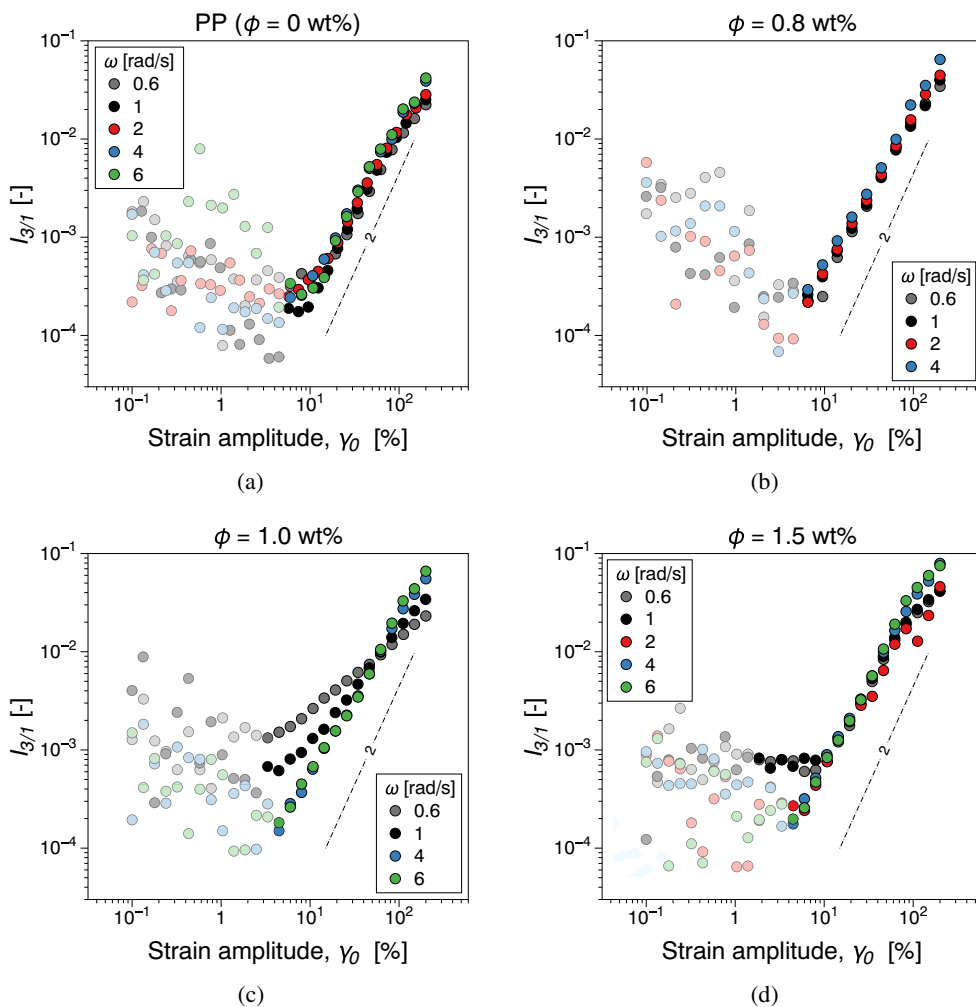 PP (ϕ = 0 wt%)
10⁻¹
10⁻²
10⁻³
10⁻⁴
I3/1 [-]
ω [rad/s]
0.6
1
2
4
6
2
10⁻¹
1
10¹
10²
Strain amplitude, γ0 [%]
(a)
ϕ = 0.8 wt%
10⁻¹
10⁻²
10⁻³
10⁻⁴
I3/1 [-]
2
ω [rad/s]
0.6
1
2
4
10⁻¹
1
10¹
10²
Strain amplitude, γ0 [%]
(b)
ϕ = 1.0 wt%
10⁻¹
10⁻²
10⁻³
10⁻⁴
I3/1 [-]
2
ω [rad/s]
0.6
1
4
6
10⁻¹
1
10¹
10²
Strain amplitude, γ0 [%]
(c)
ϕ = 1.5 wt%
10⁻¹
10⁻²
10⁻³
10⁻⁴
I3/1 [-]
ω [rad/s]
0.6
1
2
4
6
2
10⁻¹
1
10¹
10²
Strain amplitude, γ0 [%]
(d)